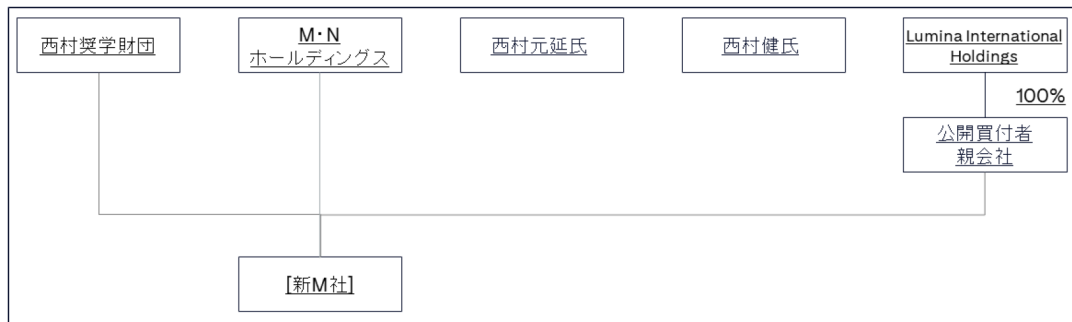 西村奨学財団
M・N
ホールディングス
西村元延氏
西村健氏
Lumina International
Holdings
100%
公開買付者
親会社
[新M社]